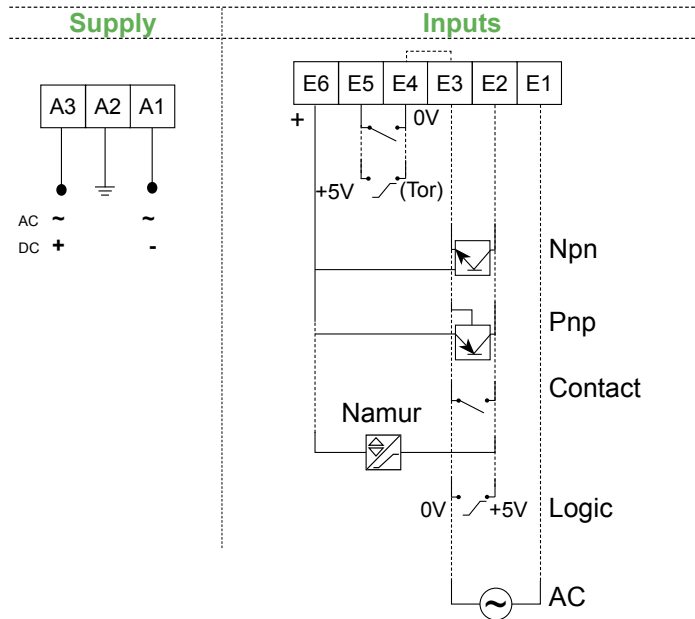 Supply
Inputs
A3 A2 A1
AC ~ ~
DC + -
E6 E5 E4 E3 E2 E1
+
0V
+5V (Tor)
Npn
Pnp
Contact
Namur
0V +5V Logic
~ AC